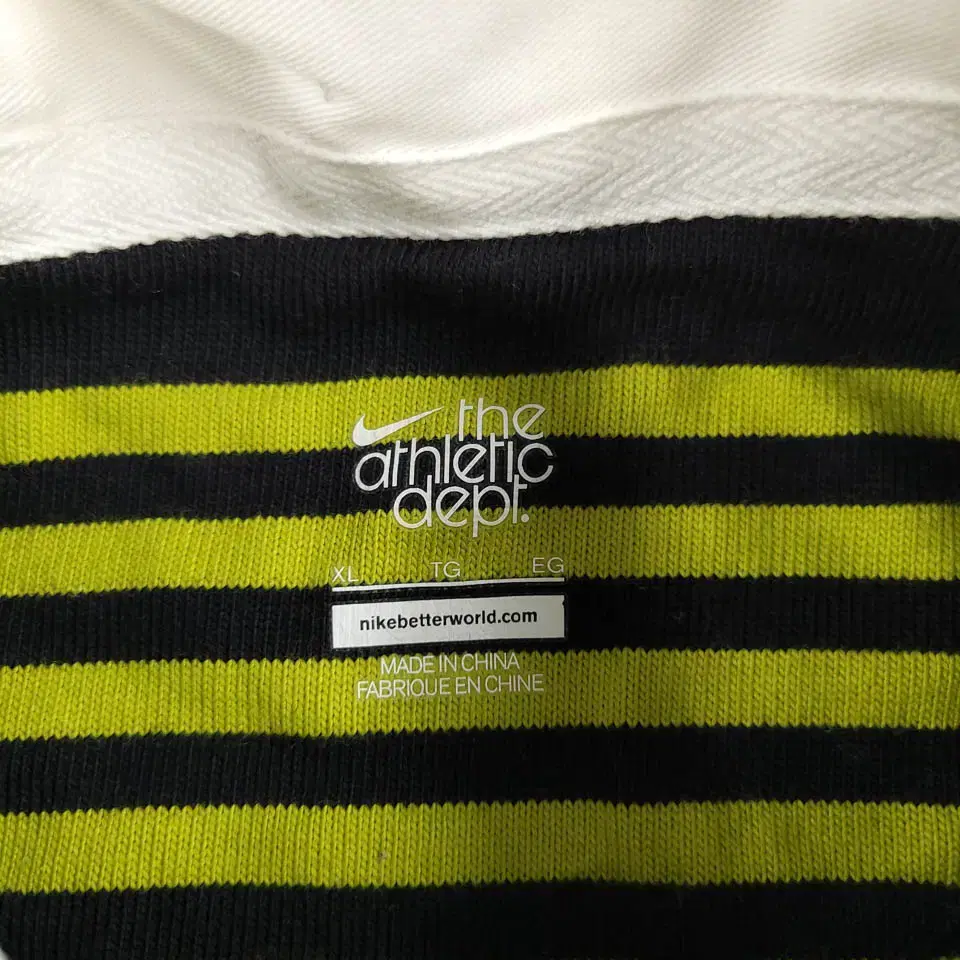 the
athletic
dept.
XL TG EG
nikebetterworld.com
MADE IN CHINA
FABRIQUE EN CHINE